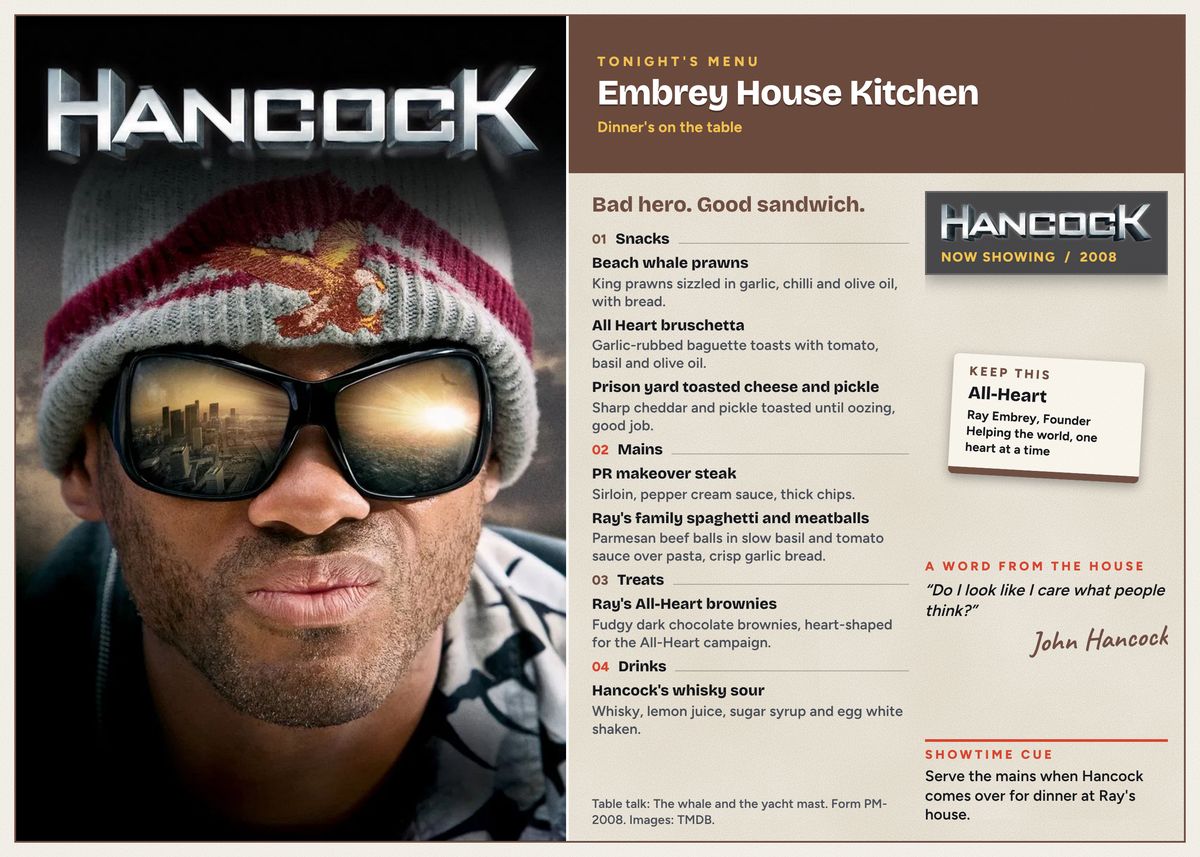 HANCOCK
TONIGHT'S MENU
Embrey House Kitchen
Dinner's on the table
Bad hero. Good sandwich.
01 Snacks
Beach whale prawns
King prawns sizzled in garlic, chilli and olive oil,
with bread.
All Heart bruschetta
Garlic-rubbed baguette toasts with tomato,
basil and olive oil.
Prison yard toasted cheese and pickle
Sharp cheddar and pickle toasted until oozing,
good job.
02 Mains
PR makeover steak
Sirloin, pepper cream sauce, thick chips.
Ray's family spaghetti and meatballs
Parmesan beef balls in slow basil and tomato
sauce over pasta, crisp garlic bread.
03 Treats
Ray's All-Heart brownies
Fudgy dark chocolate brownies, heart-shaped
for the All-Heart campaign.
04 Drinks
Hancock's whisky sour
Whisky, lemon juice, sugar syrup and egg white
shaken.
Table talk: The whale and the yacht mast. Form PM-
2008. Images: TMDB.
HANCOCK
NOW SHOWING / 2008
KEEP THIS
All-Heart
Ray Embrey, Founder
Helping the world, one
heart at a time
A WORD FROM THE HOUSE
“Do I look like I care what people
think?”
John Hancock
SHOWTIME CUE
Serve the mains when Hancock
comes over for dinner at Ray's
house.